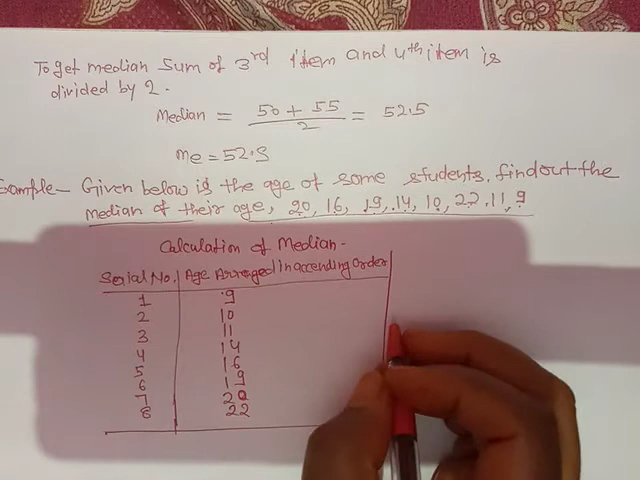 To get median sum of 3rd item and 4th item is
divided by 2.
Median = 50 + 55 / 2 = 52.5
Me = 52.5
Sample- Given below is the age of some students. find out the
median of their age, 20, 16, 19, 14, 10, 22, 11, 9
Calculation of Median-
Serial No. Age Arranged in accending Order
1 9
2 10
3 11
4 14
5 16
6 19
7 20
8 22